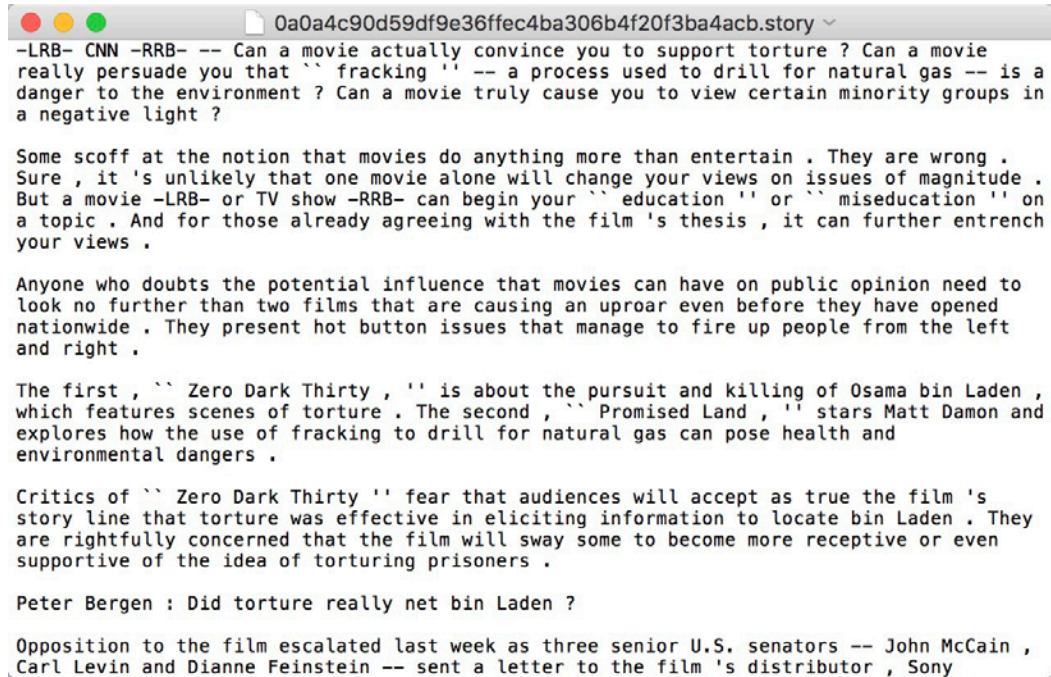 0a0a4c90d59df9e36ffec4ba306b4f20f3ba4acb.story
-LRB- CNN -RRB- -- Can a movie actually convince you to support torture ? Can a movie
really persuade you that `` fracking '' -- a process used to drill for natural gas -- is a
danger to the environment ? Can a movie truly cause you to view certain minority groups in
a negative light ?
Some scoff at the notion that movies do anything more than entertain . They are wrong .
Sure , it 's unlikely that one movie alone will change your views on issues of magnitude .
But a movie -LRB- or TV show -RRB- can begin your `` education '' or `` miseducation '' on
a topic . And for those already agreeing with the film 's thesis , it can further entrench
your views .
Anyone who doubts the potential influence that movies can have on public opinion need to
look no further than two films that are causing an uproar even before they have opened
nationwide . They present hot button issues that manage to fire up people from the left
and right .
The first , `` Zero Dark Thirty , '' is about the pursuit and killing of Osama bin Laden ,
which features scenes of torture . The second , `` Promised Land , '' stars Matt Damon and
explores how the use of fracking to drill for natural gas can pose health and
environmental dangers .
Critics of `` Zero Dark Thirty '' fear that audiences will accept as true the film 's
story line that torture was effective in eliciting information to locate bin Laden . They
are rightfully concerned that the film will sway some to become more receptive or even
supportive of the idea of torturing prisoners .
Peter Bergen : Did torture really net bin Laden ?
Opposition to the film escalated last week as three senior U.S. senators -- John McCain ,
Carl Levin and Dianne Feinstein -- sent a letter to the film 's distributor , Sony